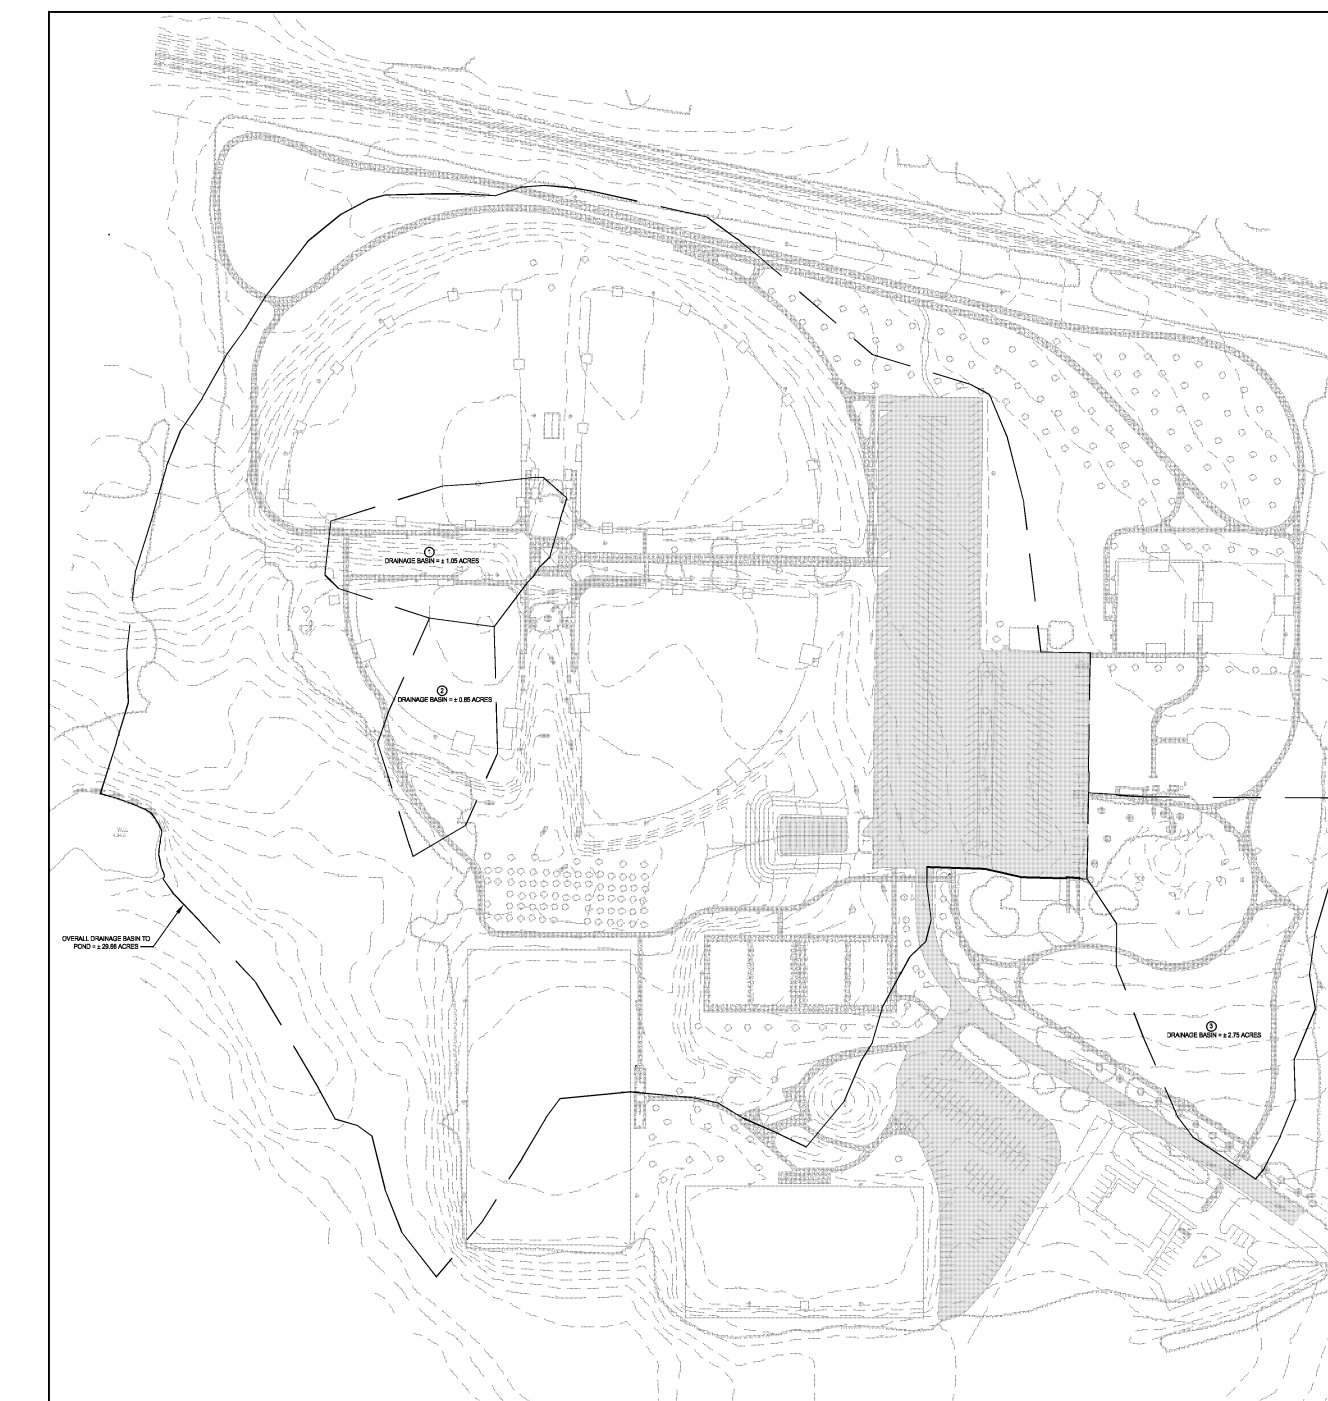 1
DRAINAGE BASIN = ± 1.05 ACRES
2
DRAINAGE BASIN = ± 0.85 ACRES
OVERALL DRAINAGE BASIN TO
POND = ± 29.66 ACRES
3
DRAINAGE BASIN = ± 2.75 ACRES